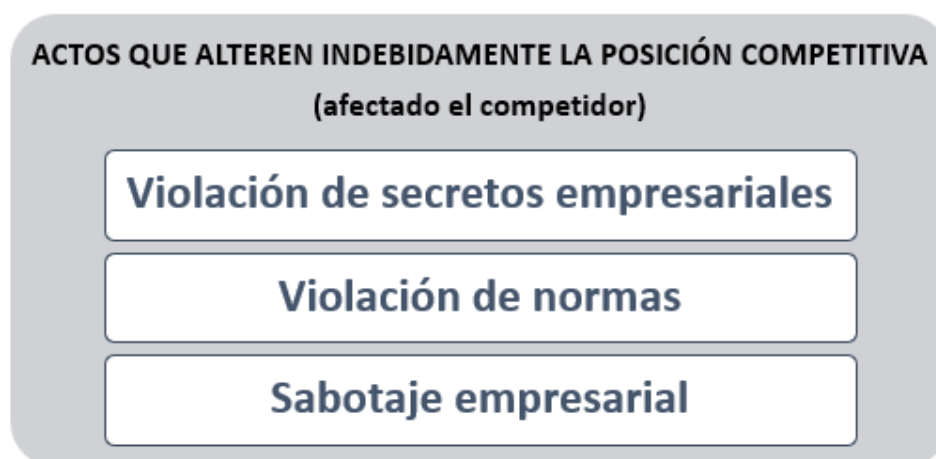 ACTOS QUE ALTEREN INDEBIDAMENTE LA POSICIÓN COMPETITIVA
(afectado el competidor)
Violación de secretos empresariales
Violación de normas
Sabotaje empresarial